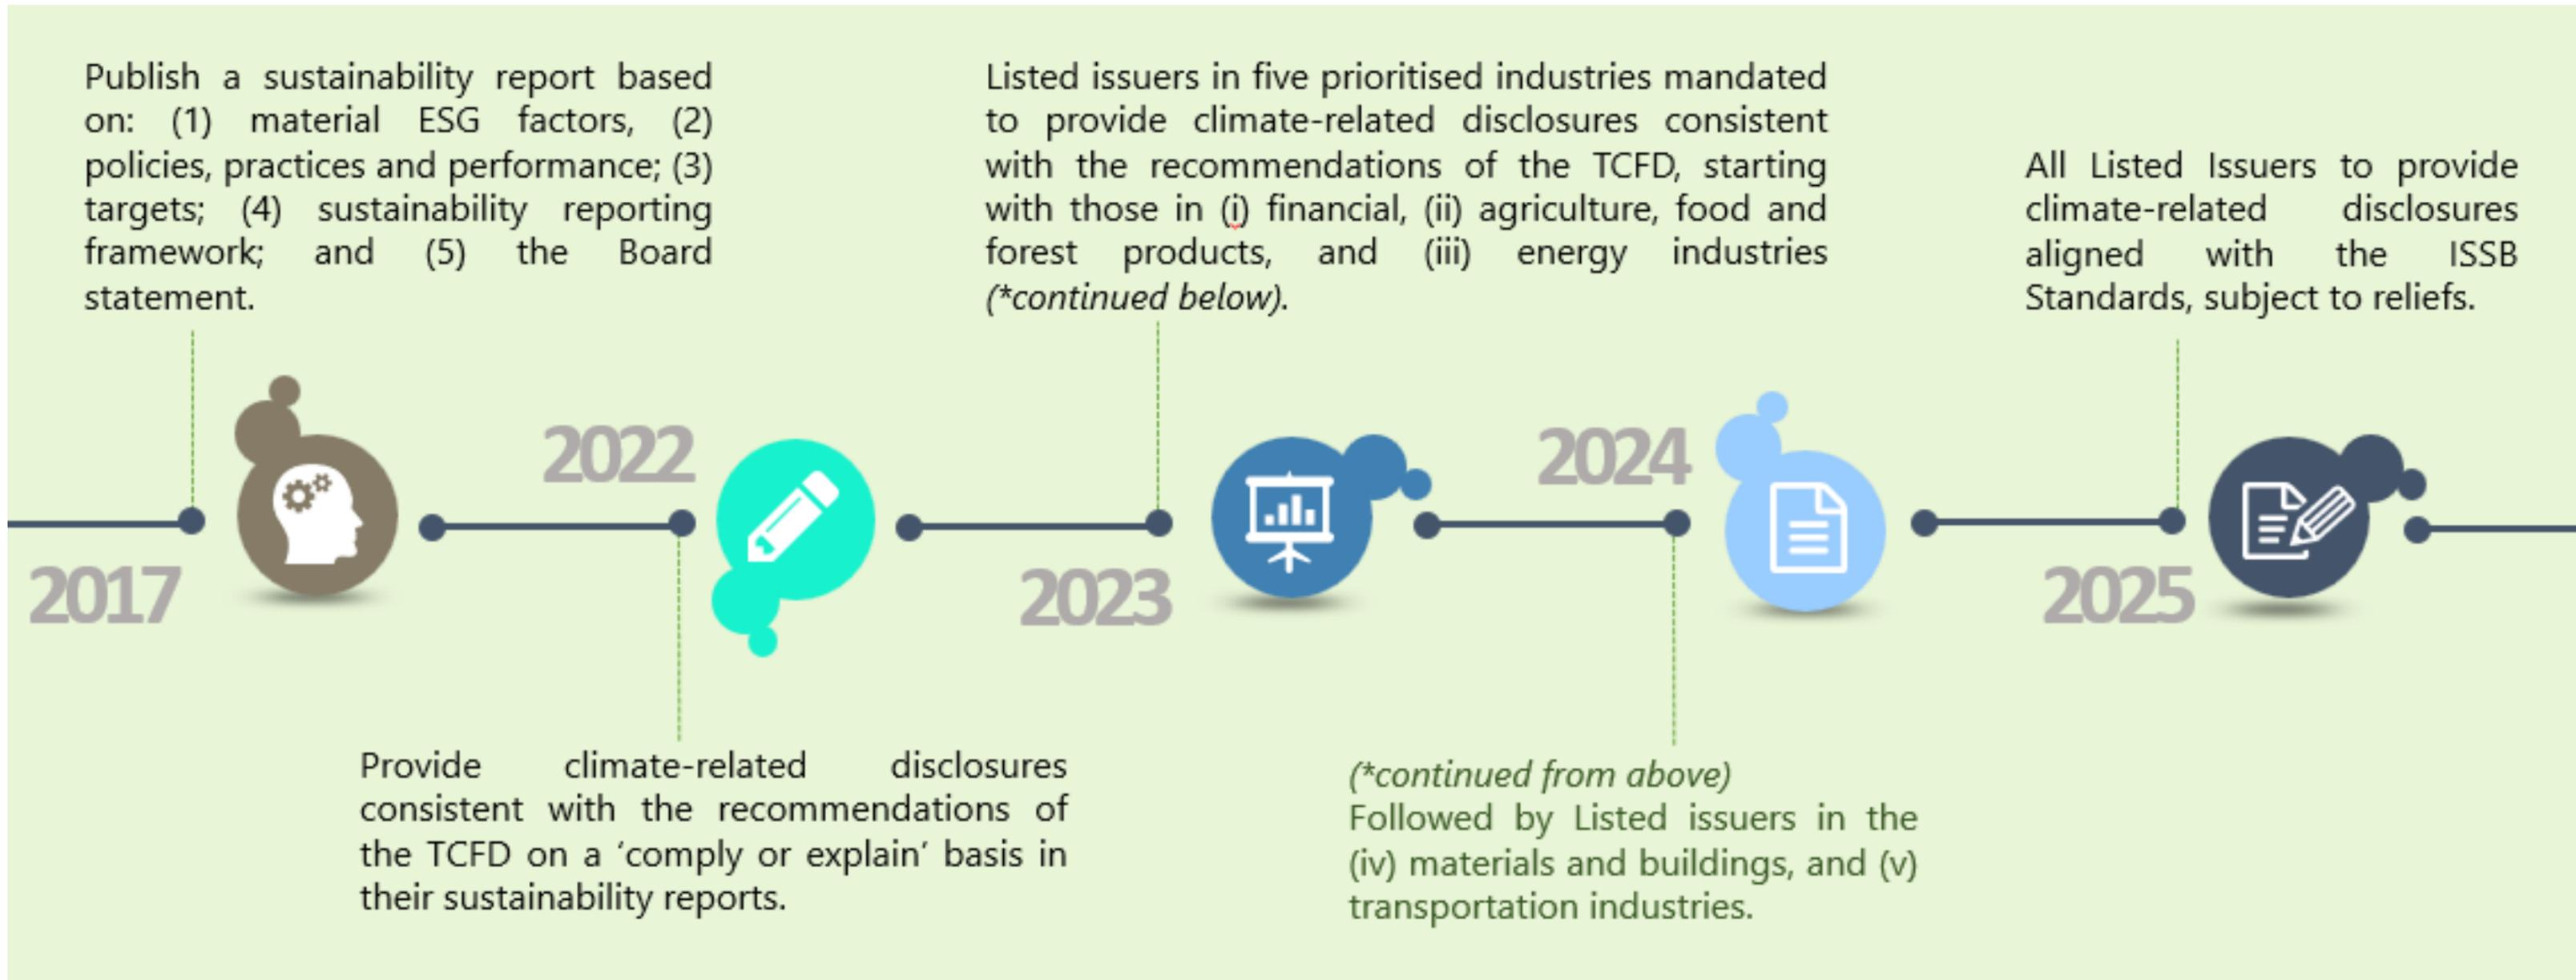 Publish a sustainability report based
on: (1) material ESG factors, (2)
policies, practices and performance; (3)
targets; (4) sustainability reporting
framework; and (5) the Board
statement.
Listed issuers in five prioritised industries mandated
to provide climate-related disclosures consistent
with the recommendations of the TCFD, starting
with those in (i) financial, (ii) agriculture, food and
forest products, and (iii) energy industries
(*continued below).
All Listed Issuers to provide
climate-related disclosures
aligned with the ISSB
Standards, subject to reliefs.
2017
2022
2023
2024
2025
Provide climate-related disclosures
consistent with the recommendations of
the TCFD on a ‘comply or explain’ basis in
their sustainability reports.
(*continued from above)
Followed by Listed issuers in the
(iv) materials and buildings, and (v)
transportation industries.